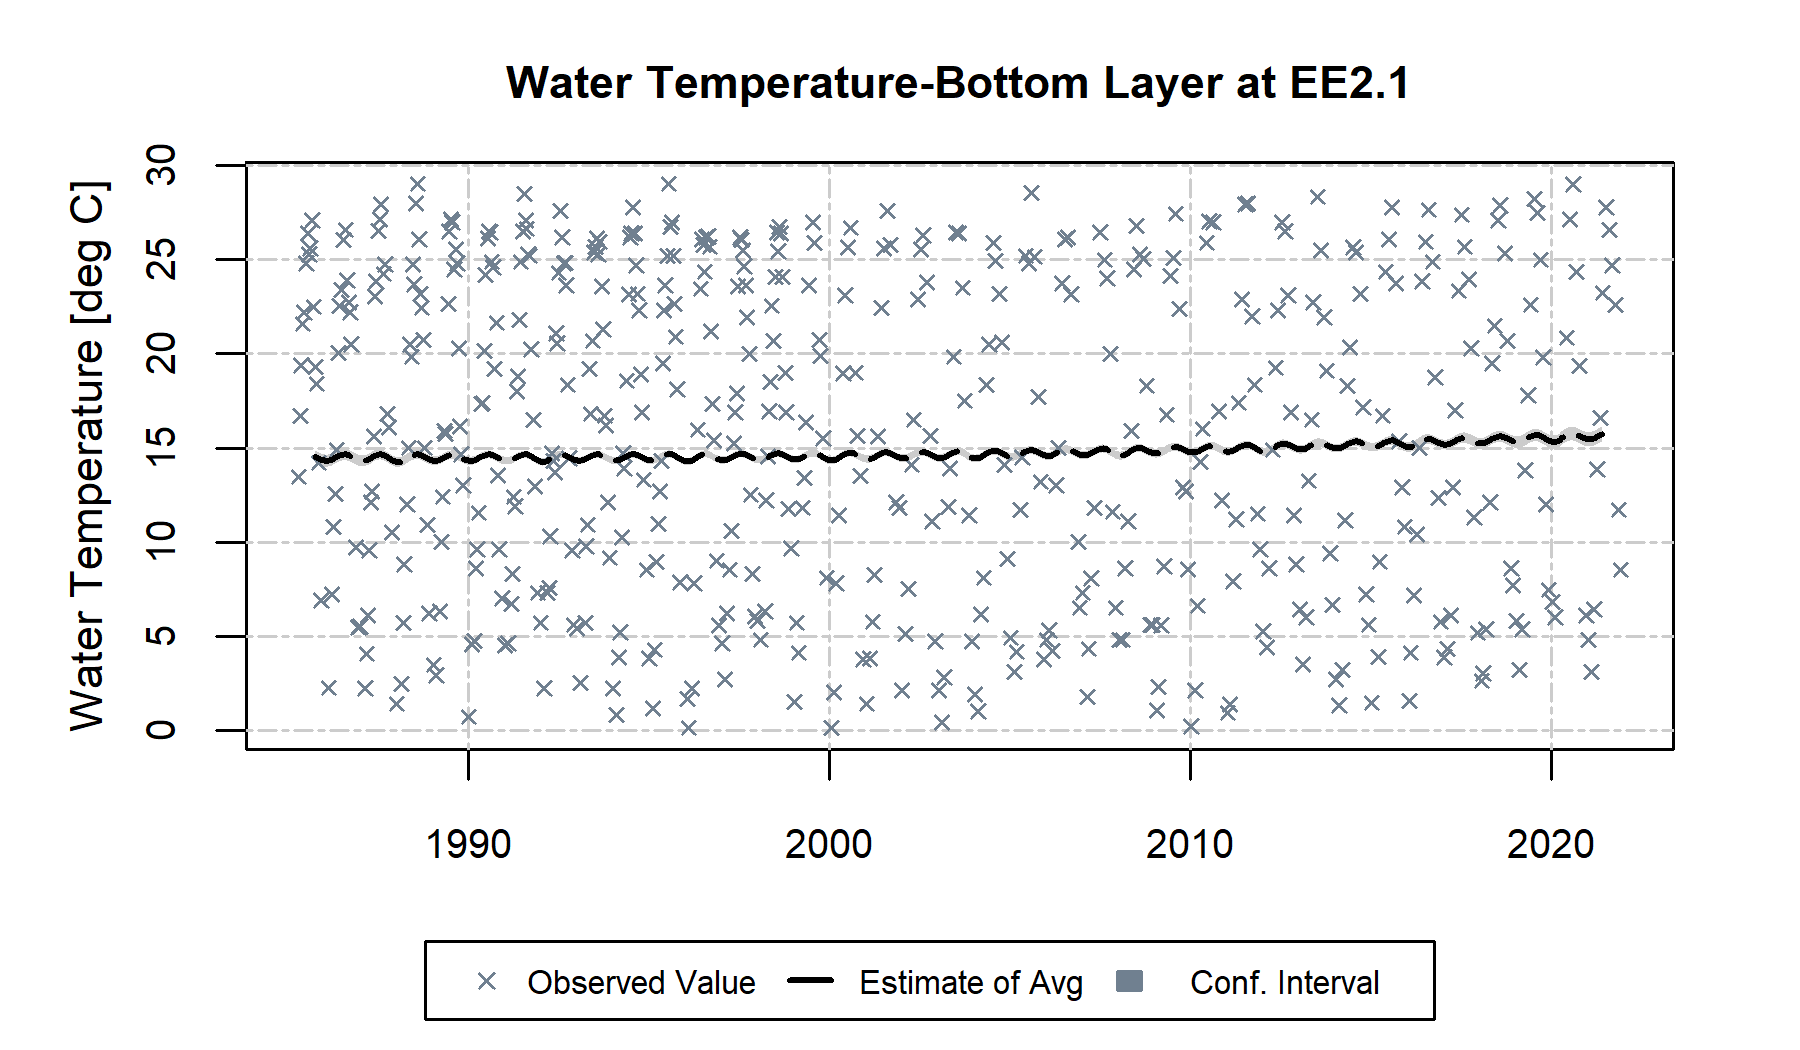 Water Temperature-Bottom Layer at EE2.1
Water Temperature [deg C]
30
25
20
15
10
5
0
1990 2000 2010 2020
Observed Value Estimate of Avg Conf. Interval